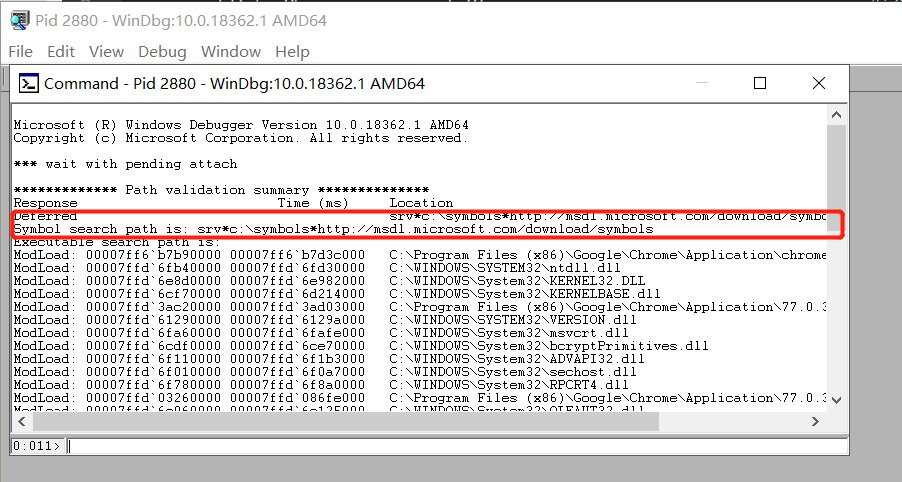 Pid 2880 - WinDbg:10.0.18362.1 AMD64
File Edit View Debug Window Help
Command - Pid 2880 - WinDbg:10.0.18362.1 AMD64
Microsoft (R) Windows Debugger Version 10.0.18362.1 AMD64
Copyright (c) Microsoft Corporation. All rights reserved.
*** wait with pending attach
************* Path validation summary **************
Response Time (ms) Location
Deferred srv*c:\symbols*http://msdl.microsoft.com/download/symbo
Symbol search path is: srv*c:\symbols*http://msdl.microsoft.com/download/symbols
Executable search path is:
ModLoad: 00007ff6`b7b90000 00007ff6`b7d3c000 C:\Program Files (x86)\Google\Chrome\Application\chrome
ModLoad: 00007ffd`6fb40000 00007ffd`6fd30000 C:\WINDOWS\SYSTEM32\ntdll.dll
ModLoad: 00007ffd`6e8d0000 00007ffd`6e982000 C:\WINDOWS\System32\KERNEL32.DLL
ModLoad: 00007ffd`6cf70000 00007ffd`6d214000 C:\WINDOWS\System32\KERNELBASE.dll
ModLoad: 00007ffd`3ac20000 00007ffd`3ad03000 C:\Program Files (x86)\Google\Chrome\Application\77.0.3
ModLoad: 00007ffd`61290000 00007ffd`6129a000 C:\WINDOWS\SYSTEM32\VERSION.dll
ModLoad: 00007ffd`6fa60000 00007ffd`6fafe000 C:\WINDOWS\System32\msvcrt.dll
ModLoad: 00007ffd`6cdf0000 00007ffd`6ce70000 C:\WINDOWS\System32\bcryptPrimitives.dll
ModLoad: 00007ffd`6f110000 00007ffd`6f1b3000 C:\WINDOWS\System32\ADVAPI32.dll
ModLoad: 00007ffd`6f010000 00007ffd`6f0a7000 C:\WINDOWS\System32\sechost.dll
ModLoad: 00007ffd`6f780000 00007ffd`6f8a0000 C:\WINDOWS\System32\RPCRT4.dll
ModLoad: 00007ffd`03260000 00007ffd`086fe000 C:\Program Files (x86)\Google\Chrome\Application\77.0.3
ModLoad: 00007ffd`6e060000 00007ffd`6e125000 C:\WINDOWS\System32\OLEAUT32.dll
0:011>